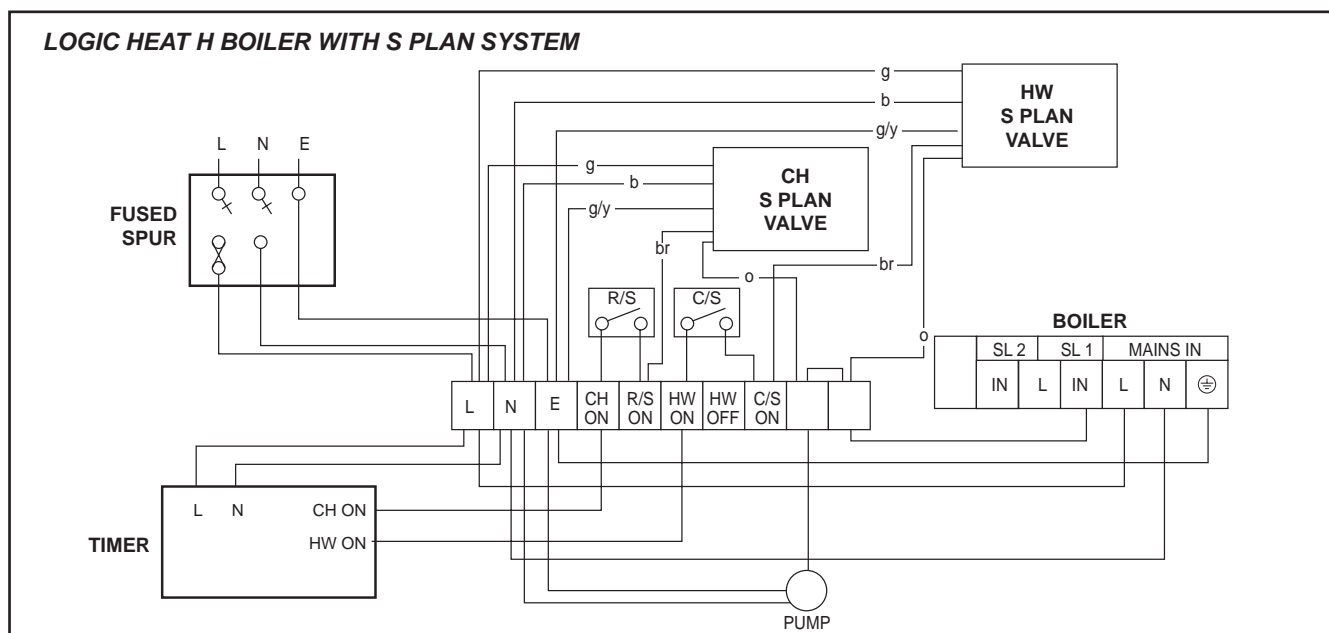 LOGIC HEAT H BOILER WITH S PLAN SYSTEM
g
b
g/y
HW
S PLAN
VALVE
L N E
FUSED
SPUR
g
b
g/y
br
o
CH
S PLAN
VALVE
br
o
R/S
C/S
BOILER
SL 2 SL 1 MAINS IN
IN L IN L N
L N E CH ON R/S ON HW ON HW OFF C/S ON
TIMER
L N CH ON
HW ON
PUMP